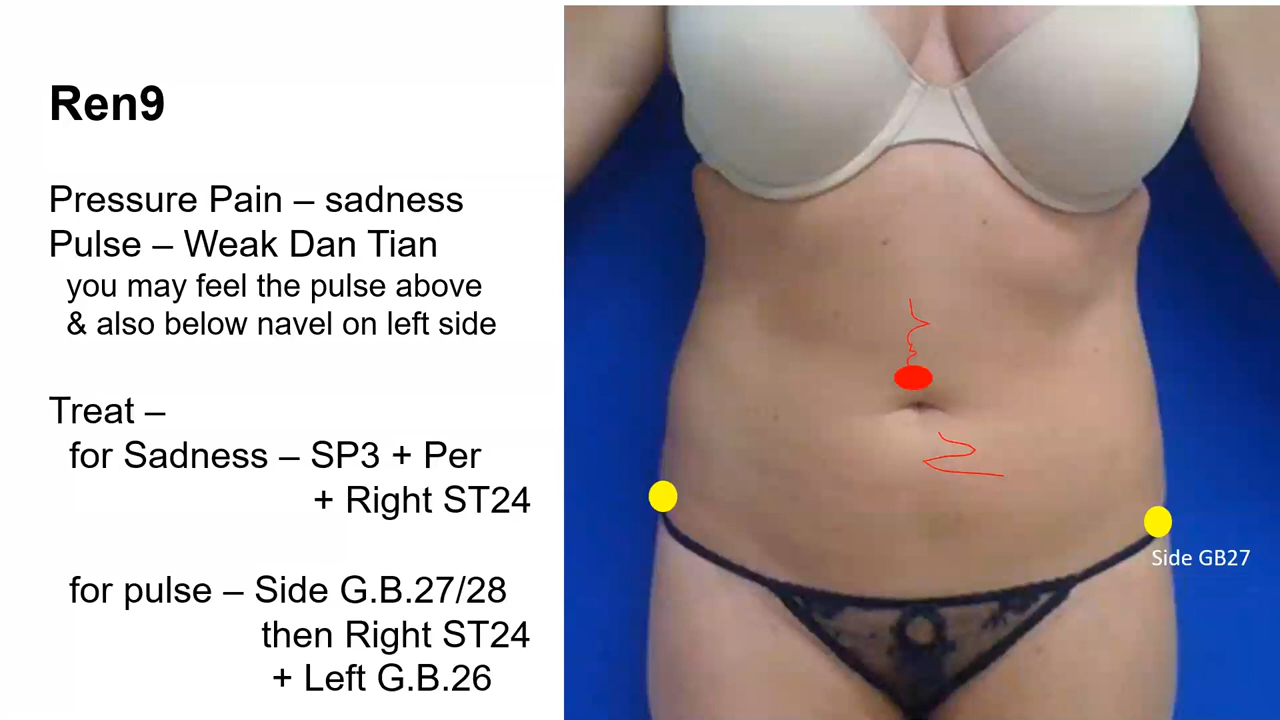 Ren9
Pressure Pain – sadness
Pulse – Weak Dan Tian
you may feel the pulse above
& also below navel on left side
Treat –
for Sadness – SP3 + Per
+ Right ST24
for pulse – Side G.B.27/28
then Right ST24
+ Left G.B.26
Side GB27